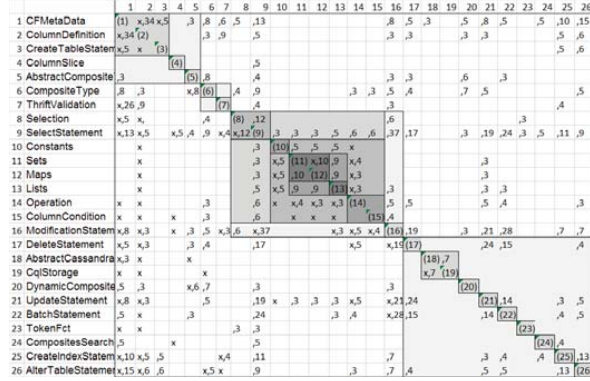 1 2 3 4 5 6 7 8 9 10 11 12 13 14 15 16 17 18 19 20 21 22 23 24 25 26
1 CFMetaData (1) x,34 x,5 ,3 ,8 ,6 ,5 ,5 ,13 ,8 ,5 ,3 ,5 ,8 ,5 ,10 ,15
2 ColumnDefinition x,34 (2) ,3 ,9 ,5 ,3 ,5 ,3 ,3 ,5 ,6
3 CreateTableStatem x,5 x (3) ,5 ,6
4 ColumnSlice (4) ,5
5 AbstractComposite ,3 (5) ,8 ,4 ,3 ,3 ,6 ,3
6 CompositeType ,8 ,3 x,8 (6) ,4 ,9 ,3 ,3 ,5 ,4 ,7 ,5 ,5
7 ThriftValidation x,26 ,9 (7) ,4 ,3 ,4
8 Selection x,5 x, ,4 (8) ,12 ,6 ,3
9 SelectStatement x,13 x,5 x,5 ,4 ,9 x,4 x,12 (9) ,3 ,3 ,5 ,6 ,6 ,37 ,17 ,3 ,19 ,24 ,3 ,5 ,11 ,9
10 Constants x ,3 (10) ,5 ,5 ,5 x
11 Sets x ,3 x,5 (11) x,10 ,9 x,4 ,3
12 Maps x ,3 x,5 ,10 (12) ,9 x,4 ,3
13 Lists x ,5 x,5 ,9 ,9 (13) x,3 ,3
14 Operation x x ,3 ,6 x x,4 x,3 x,3 (14) ,5 ,5 ,5 ,4 ,3
15 ColumnCondition x x x ,3 ,6 x x x (15) ,4 ,3
16 ModificationStatem x,8 x,3 x ,3 ,5 x,3 ,6 x,37 x,3 x,5 x,4 (16) ,19 ,3 ,21 ,28 ,7 ,7
17 DeleteStatement x,5 x,3 ,3 ,4 ,17 x,5 x,19 (17) ,24 ,15 ,4
18 AbstractCassandra x,3 x x (18) ,7
19 CqlStorage x x x x,7 (19)
20 DynamicComposite ,5 ,3 x,6 ,7 ,3 (20)
21 UpdateStatement x,8 x,3 ,5 ,19 x ,3 ,3 x,5 x,21 ,24 (21) ,14 ,3 ,5
22 BatchStatement ,5 x ,3 ,24 ,3 ,4 x,28 ,15 ,14 (22) ,4 ,5
23 TokenFct x x ,3 ,3 (23)
24 CompositesSearch ,5 x ,5 (24) ,4
25 CreateIndexStatem x,10 x,5 ,5 x,4 ,11 ,7 ,3 ,4 ,4 (25) ,13
26 AlterTableStatemer x,15 x,6 ,6 x,5 x ,9 ,3 ,7 ,4 ,5 ,5 ,13 (26